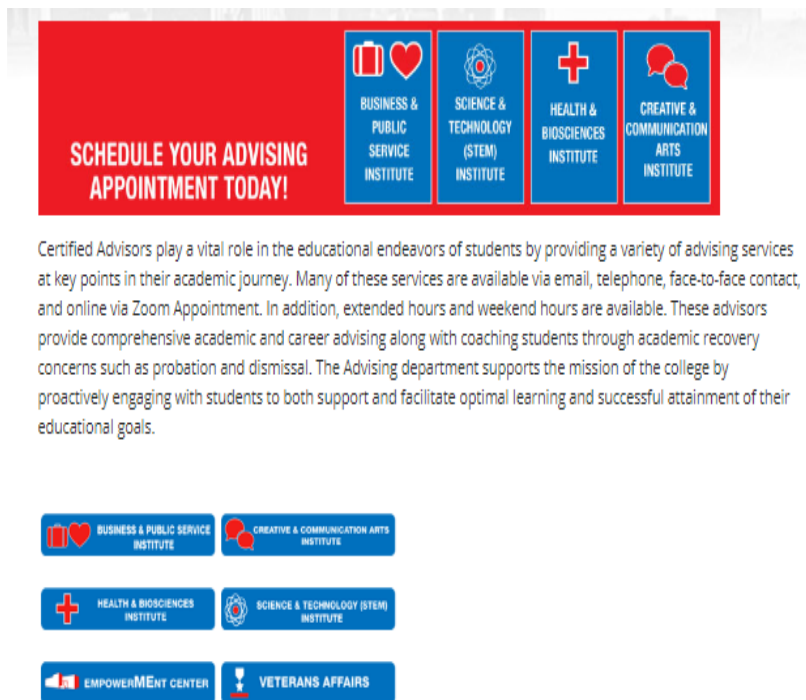 SCHEDULE YOUR ADVISING
APPOINTMENT TODAY!
BUSINESS &
PUBLIC
SERVICE
INSTITUTE
SCIENCE &
TECHNOLOGY
(STEM)
INSTITUTE
HEALTH &
BIOSCIENCES
INSTITUTE
CREATIVE &
COMMUNICATION
ARTS
INSTITUTE
Certified Advisors play a vital role in the educational endeavors of students by providing a variety of advising services
at key points in their academic journey. Many of these services are available via email, telephone, face-to-face contact,
and online via Zoom Appointment. In addition, extended hours and weekend hours are available. These advisors
provide comprehensive academic and career advising along with coaching students through academic recovery
concerns such as probation and dismissal. The Advising department supports the mission of the college by
proactively engaging with students to both support and facilitate optimal learning and successful attainment of their
educational goals.
BUSINESS & PUBLIC SERVICE
INSTITUTE
CREATIVE & COMMUNICATION ARTS
INSTITUTE
HEALTH & BIOSCIENCES
INSTITUTE
SCIENCE & TECHNOLOGY (STEM)
INSTITUTE
EMPOWERMENT CENTER
VETERANS AFFAIRS